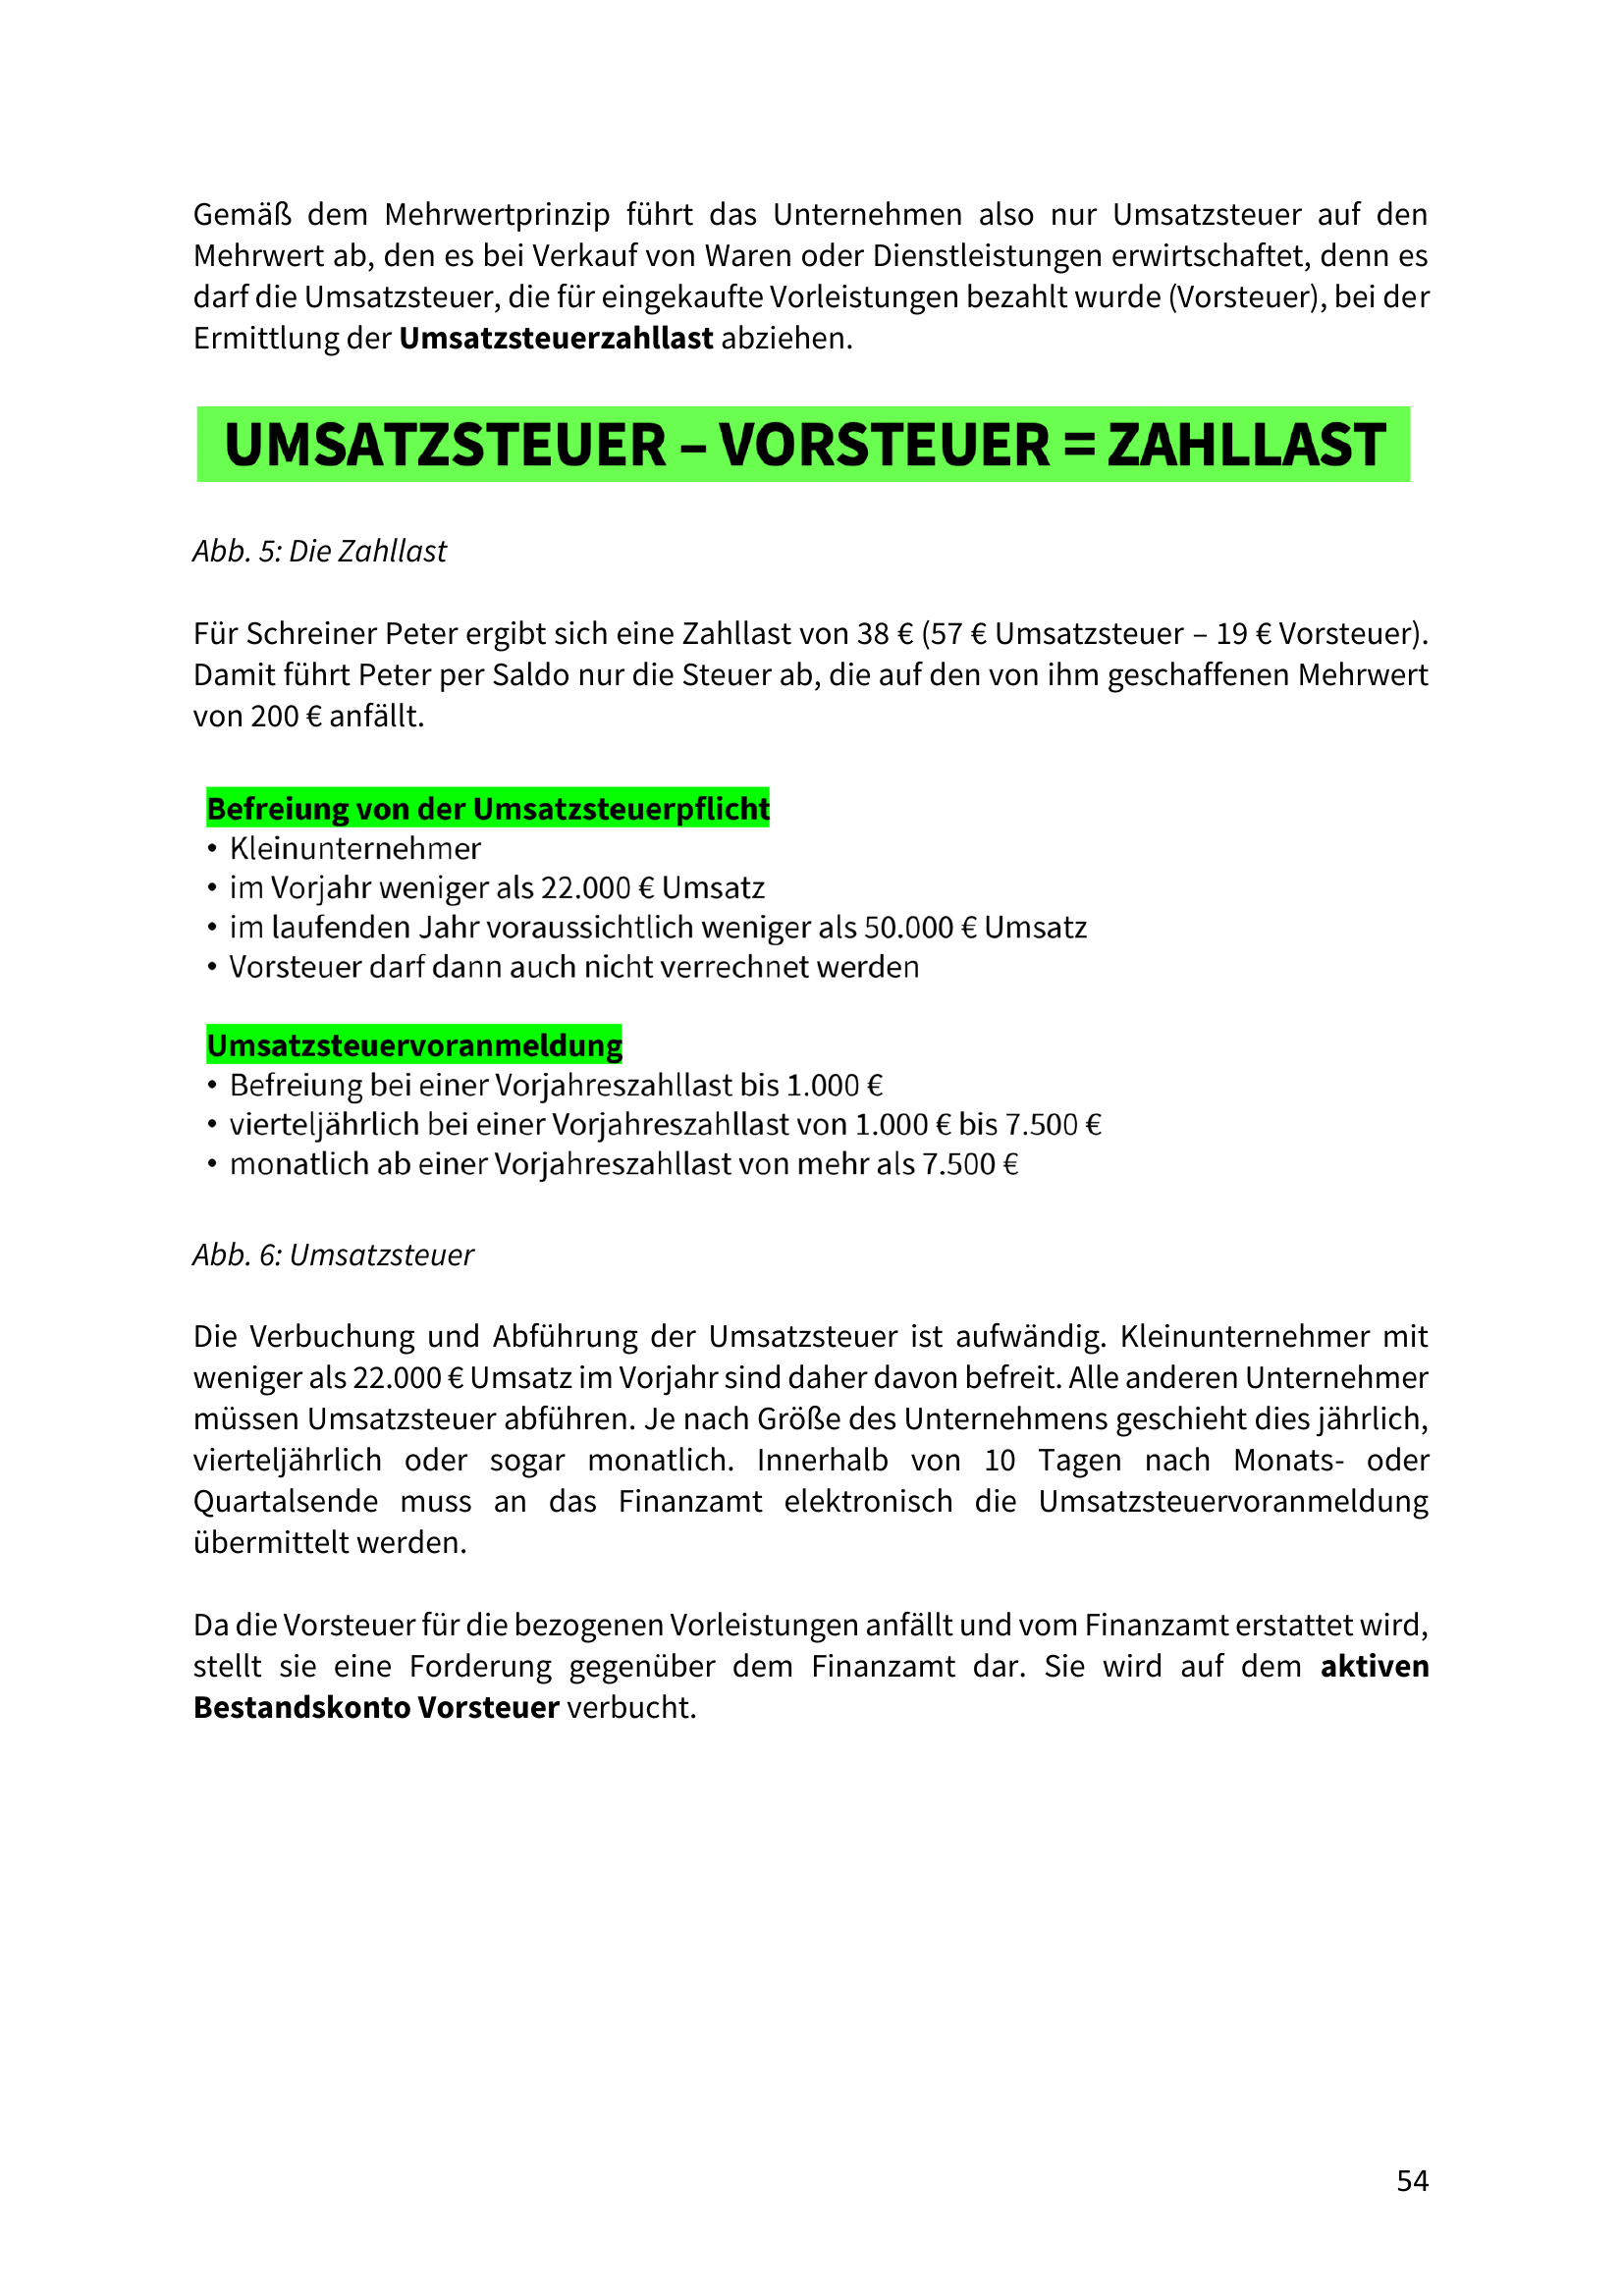 Gemäß dem Mehrwertprinzip führt das Unternehmen also nur Umsatzsteuer auf den
Mehrwert ab, den es bei Verkauf von Waren oder Dienstleistungen erwirtschaftet, denn es
darf die Umsatzsteuer, die für eingekaufte Vorleistungen bezahlt wurde (Vorsteuer), bei der
Ermittlung der Umsatzsteuerzahllast abziehen.
UMSATZSTEUER – VORSTEUER = ZAHLLAST
Abb. 5: Die Zahllast
Für Schreiner Peter ergibt sich eine Zahllast von 38 € (57 € Umsatzsteuer – 19 € Vorsteuer).
Damit führt Peter per Saldo nur die Steuer ab, die auf den von ihm geschaffenen Mehrwert
von 200 € anfällt.
Befreiung von der Umsatzsteuerpflicht
• Kleinunternehmer
• im Vorjahr weniger als 22.000 € Umsatz
• im laufenden Jahr voraussichtlich weniger als 50.000 € Umsatz
• Vorsteuer darf dann auch nicht verrechnet werden
Umsatzsteuervoranmeldung
• Befreiung bei einer Vorjahreszahllast bis 1.000 €
• vierteljährlich bei einer Vorjahreszahllast von 1.000 € bis 7.500 €
• monatlich ab einer Vorjahreszahllast von mehr als 7.500 €
Abb. 6: Umsatzsteuer
Die Verbuchung und Abführung der Umsatzsteuer ist aufwändig. Kleinunternehmer mit
weniger als 22.000 € Umsatz im Vorjahr sind daher davon befreit. Alle anderen Unternehmer
müssen Umsatzsteuer abführen. Je nach Größe des Unternehmens geschieht dies jährlich,
vierteljährlich oder sogar monatlich. Innerhalb von 10 Tagen nach Monats- oder
Quartalsende muss an das Finanzamt elektronisch die Umsatzsteuervoranmeldung
übermittelt werden.
Da die Vorsteuer für die bezogenen Vorleistungen anfällt und vom Finanzamt erstattet wird,
stellt sie eine Forderung gegenüber dem Finanzamt dar. Sie wird auf dem aktiven
Bestandskonto Vorsteuer verbucht.
54